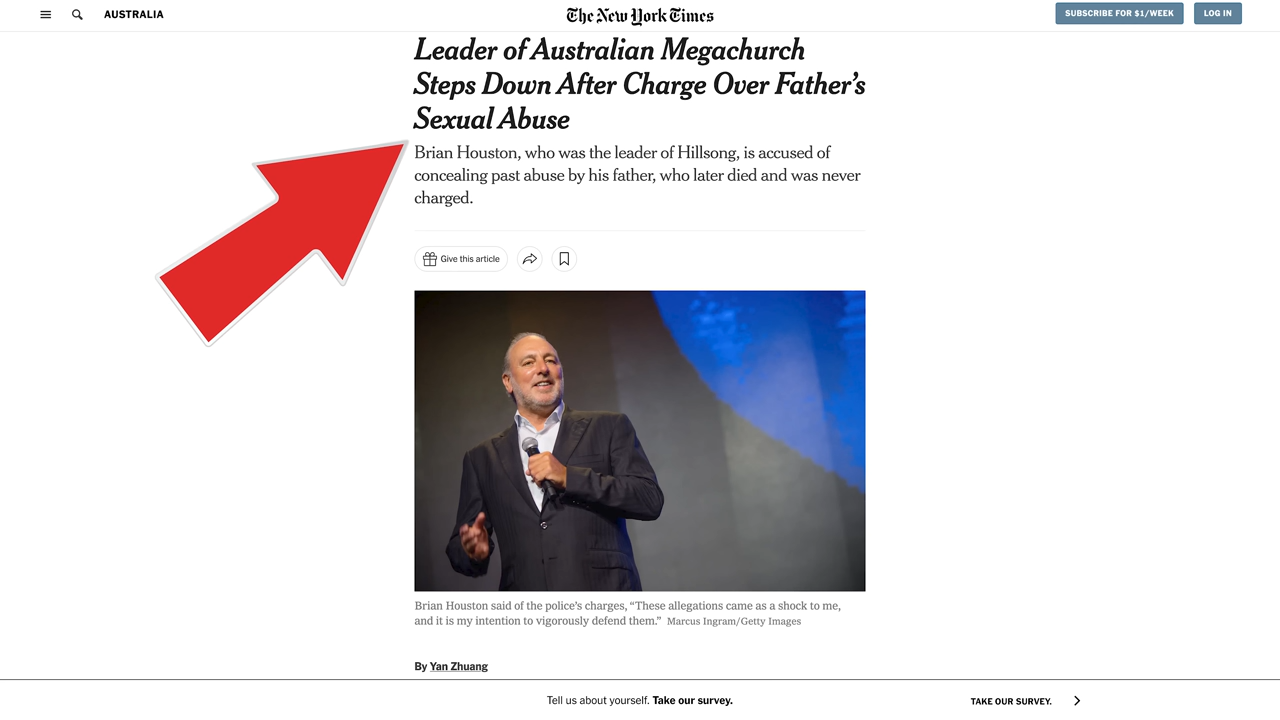 AUSTRALIA
The New York Times
SUBSCRIBE FOR $1/WEEK
LOG IN
Leader of Australian Megachurch
Steps Down After Charge Over Father's
Sexual Abuse
Brian Houston, who was the leader of Hillsong, is accused of
concealing past abuse by his father, who later died and was never
charged.
Give this article
Brian Houston said of the police's charges, “These allegations came as a shock to me,
and it is my intention to vigorously defend them.” Marcus Ingram/Getty Images
By Yan Zhuang
Tell us about yourself. Take our survey.
TAKE OUR SURVEY.